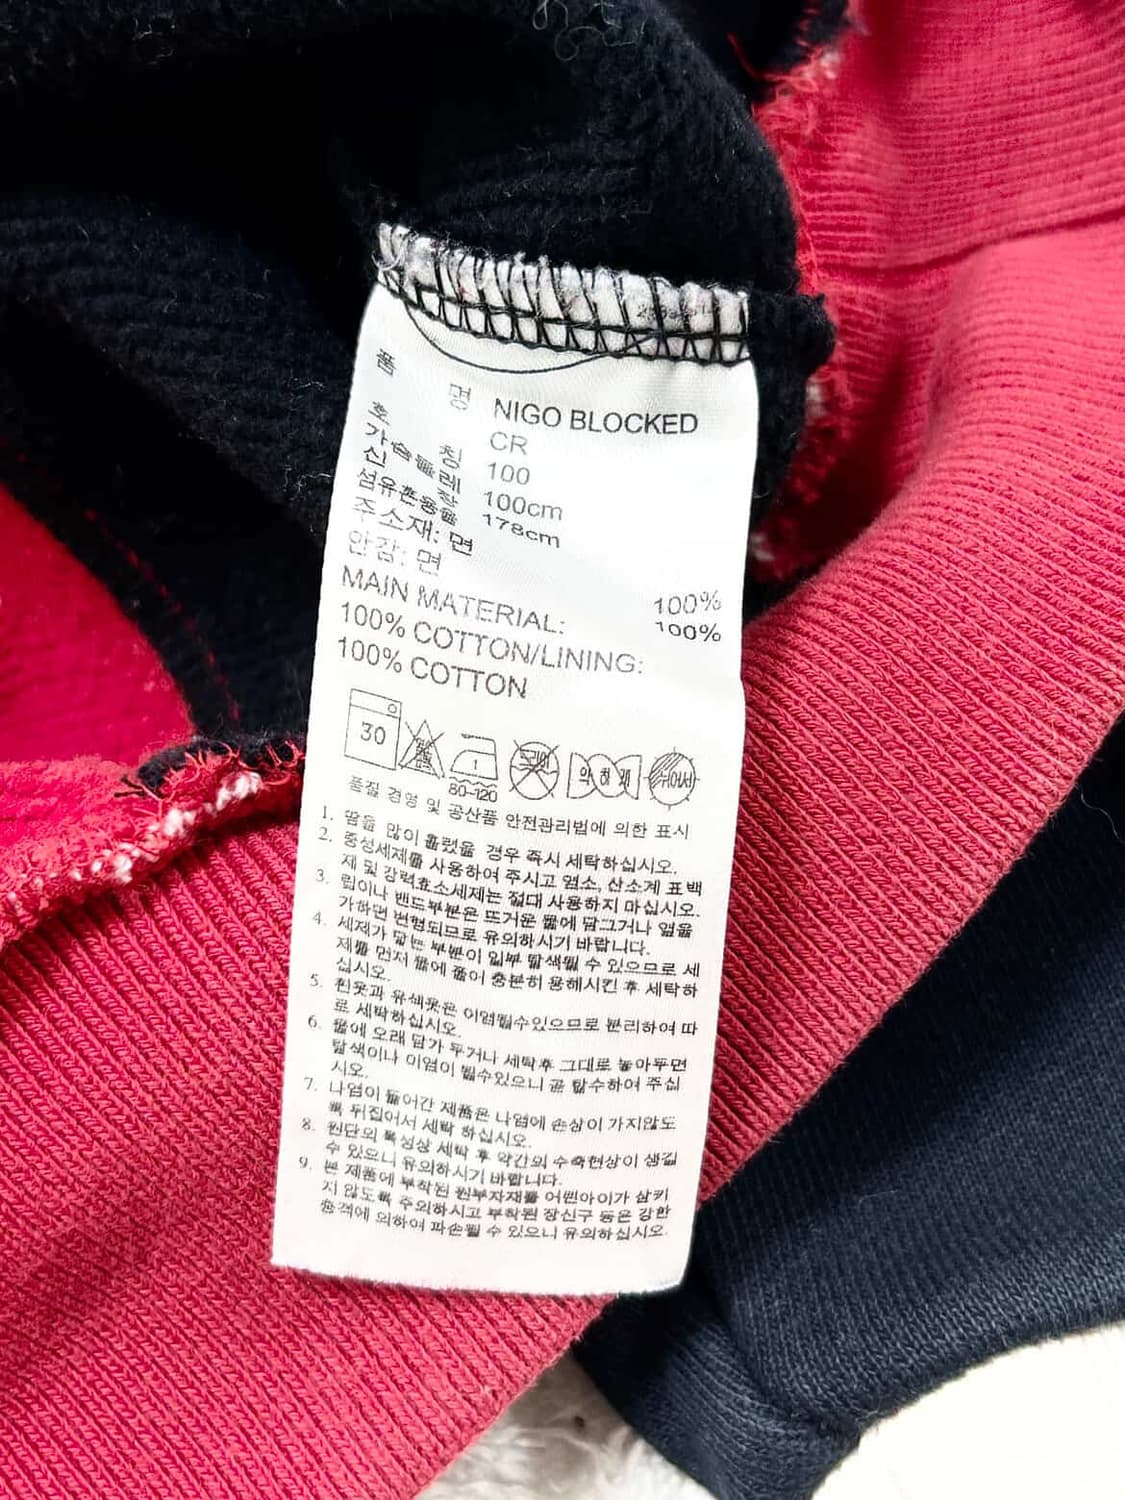 품 명 NIGO BLOCKED
CR
호 칭 100
가슴둘레 100cm
신 장 178cm
섬유혼용율
주소재: 면 100%
안감: 면 100%
MAIN MATERIAL:
100% COTTON/LINING:
100% COTTON
30
80-120
드라이
약하게
뉘어서
품질 경영 및 공산품 안전관리법에 의한 표시
1. 땀을 많이 흘렸을 경우 즉시 세탁하십시오.
2. 중성세제를 사용하여 주시고 염소, 산소계 표백
제 및 강력효소세제는 절대 사용하지 마십시오.
3. 립이나 밴드부분은 뜨거운 물에 담그거나 열을
가하면 변형되므로 유의하시기 바랍니다.
4. 세제가 닿는 부분이 일부 탈색될 수 있으므로 세
제를 먼저 물에 풀어 충분히 용해시킨 후 세탁하
십시오.
5. 흰옷과 유색옷은 이염될수있으므로 분리하여 따
로 세탁하십시오.
6. 물에 오래 담가 두거나 세탁후 그대로 놓아두면
탈색이나 이염이 될수있으니 곧 탈수하여 주십
시오.
7. 나염이 들어간 제품은 나염에 손상이 가지않도
록 뒤집어서 세탁 하십시오.
8. 원단의 특성상 세탁 후 약간의 수축현상이 생길
수 있으니 유의하시기 바랍니다.
9. 본 제품에 부착된 원부자재를 어린아이가 삼키
지 않도록 주의하시고 부착된 장신구 등은 강한
충격에 의하여 파손될 수 있으니 유의하십시오.